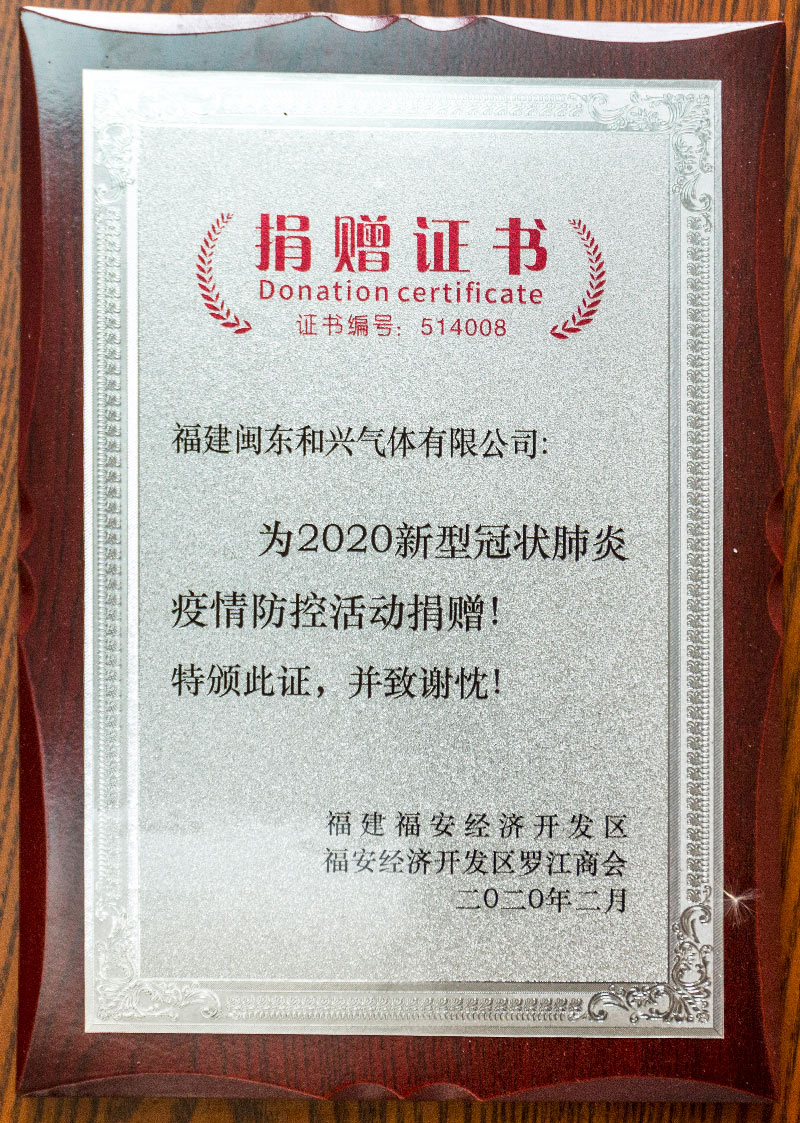 捐赠证书
Donation certificate
证书编号：514008
福建闽东和兴气体有限公司：
为2020新型冠状肺炎
疫情防控活动捐赠！
特颁此证，并致谢忱！
福建福安经济开发区
福安经济开发区罗江商会
二〇二〇年二月